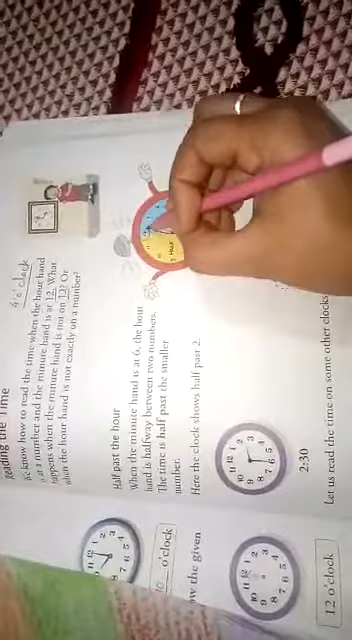 Reading the Time
4 o'clock
We know how to read the time when the hour hand
is at a number and the minute hand is at 12. What
happens when the minute hand is not on 12? Or
when the hour hand is not exactly on a number?
Half past the hour
When the minute hand is at 6, the hour
hand is halfway between two numbers.
The time is half past the smaller
number.
Here the clock shows half past 2.
2:30
Let us read the time on some other clocks
10 o'clock
ow the given
12 o'clock